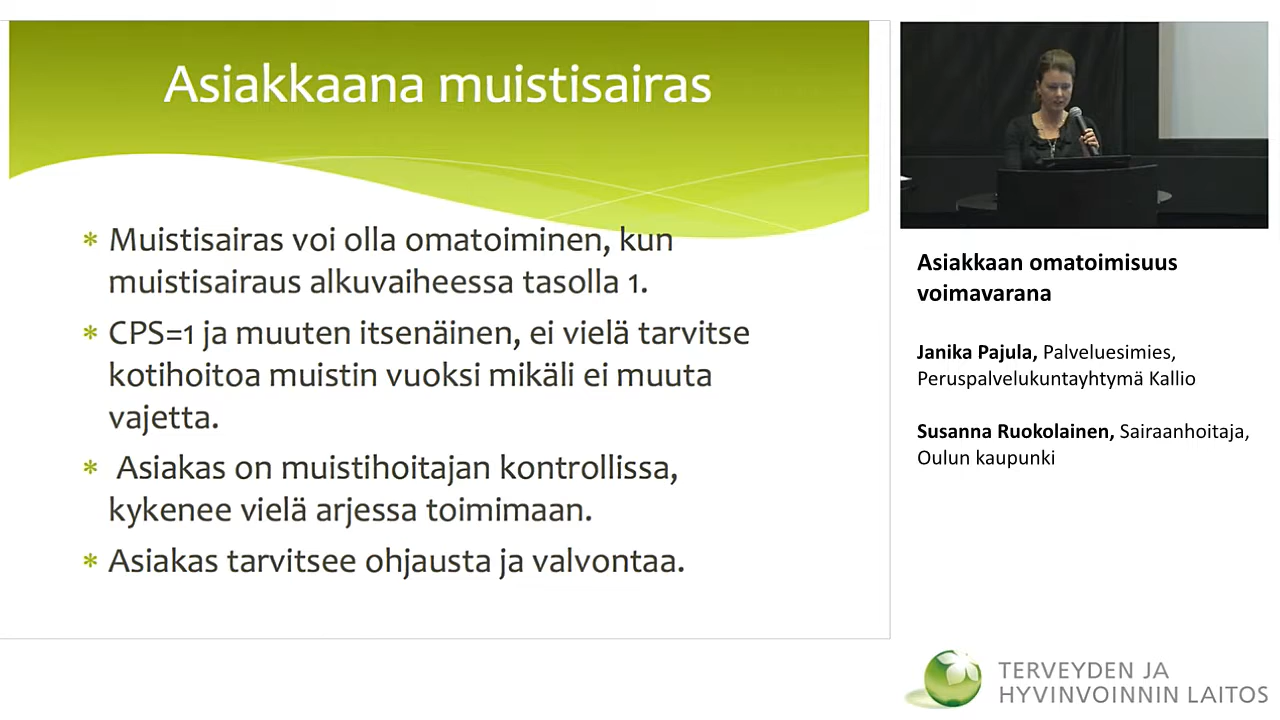 Asiakkaana muistisairas
* Muistisairas voi olla omatoiminen, kun
muistisairaus alkuvaiheessa tasolla 1.
* CPS=1 ja muuten itsenäinen, ei vielä tarvitse
kotihoitoa muistin vuoksi mikäli ei muuta
vajetta.
* Asiakas on muistihoitajan kontrollissa,
kykenee vielä arjessa toimimaan.
* Asiakas tarvitsee ohjausta ja valvontaa.
Asiakkaan omatoimisuus
voimavarana
Janika Pajula, Palveluesimies,
Peruspalvelukuntayhtymä Kallio
Susanna Ruokolainen, Sairaanhoitaja,
Oulun kaupunki
TERVEYDEN JA
HYVINVOINNIN LAITOS